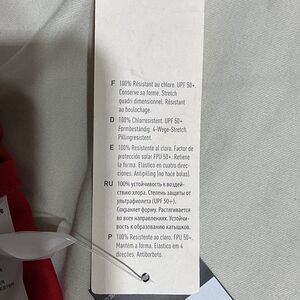 F 100% Résistant au chlore. UPF 50+.
Conserve sa forme. Stretch
quadri dimensionnel. Résistant
au boulochage.
D 100% Chlorresistent. UPF 50+.
Formbeständig. 4-Wege-Stretch.
Pillingresistent.
E 100% Resistente al cloro. Factor de
protección solar FPU 50+. Retiene
la forma. Elástico en cuatro direc-
ciones. Antipilling (no hace bolas).
RU 100% устойчивость к воздей-
ствию хлора. Степень защиты от
ультрафиолета (UPF 50+).
Сохраняет форму. Растягивается
во всех направлениях. Устойчи-
вость к образованию катышков.
P 100% Resistente ao cloro. FPU 50+.
Mantém a forma. Elástico em 4
direções. Antiborboto.